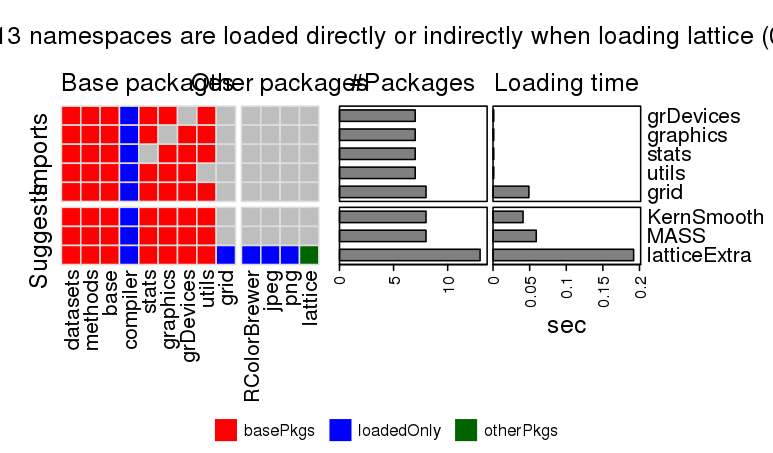 13 namespaces are loaded directly or indirectly when loading lattice (
Base packages Other packages #Packages Loading time
Imports
Suggests
grDevices
graphics
stats
utils
grid
KernSmooth
MASS
latticeExtra
datasets
methods
base
compiler
stats
graphics
grDevices
utils
grid
RColorBrewer
jpeg
png
lattice
0 5 10
0 0.05 0.1 0.15 0.2
sec
basePkgs loadedOnly otherPkgs